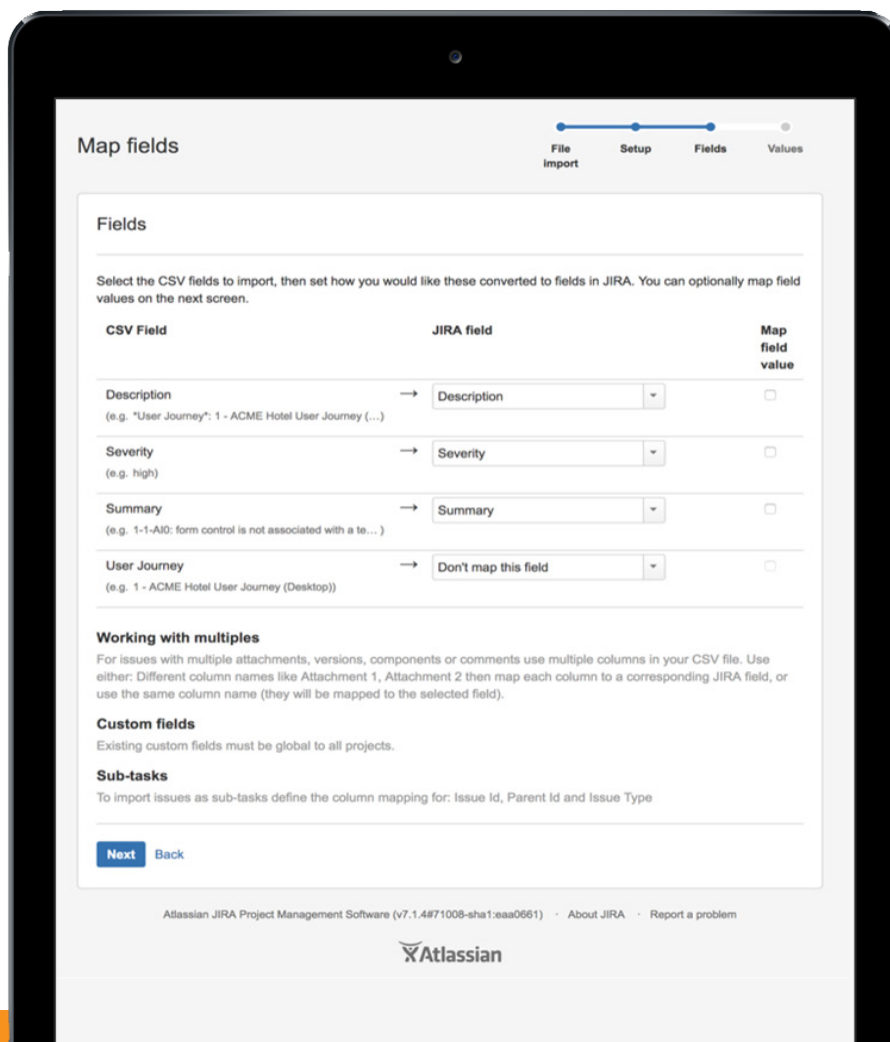 Map fields
File import
Setup
Fields
Values
Fields
Select the CSV fields to import, then set how you would like these converted to fields in JIRA. You can optionally map field
values on the next screen.
CSV Field
JIRA field
Map
field
value
Description
→
Description
(e.g. *User Journey*: 1 - ACME Hotel User Journey (...)
Severity
→
Severity
(e.g. high)
Summary
→
Summary
(e.g. 1-1-AI0: form control is not associated with a te... )
User Journey
→
Don't map this field
(e.g. 1 - ACME Hotel User Journey (Desktop))
Working with multiples
For issues with multiple attachments, versions, components or comments use multiple columns in your CSV file. Use
either: Different column names like Attachment 1, Attachment 2 then map each column to a corresponding JIRA field, or
use the same column name (they will be mapped to the selected field).
Custom fields
Existing custom fields must be global to all projects.
Sub-tasks
To import issues as sub-tasks define the column mapping for: Issue Id, Parent Id and Issue Type
Next Back
Atlassian JIRA Project Management Software (v7.1.4#71008-sha1:eaa0661) · About JIRA · Report a problem
Atlassian